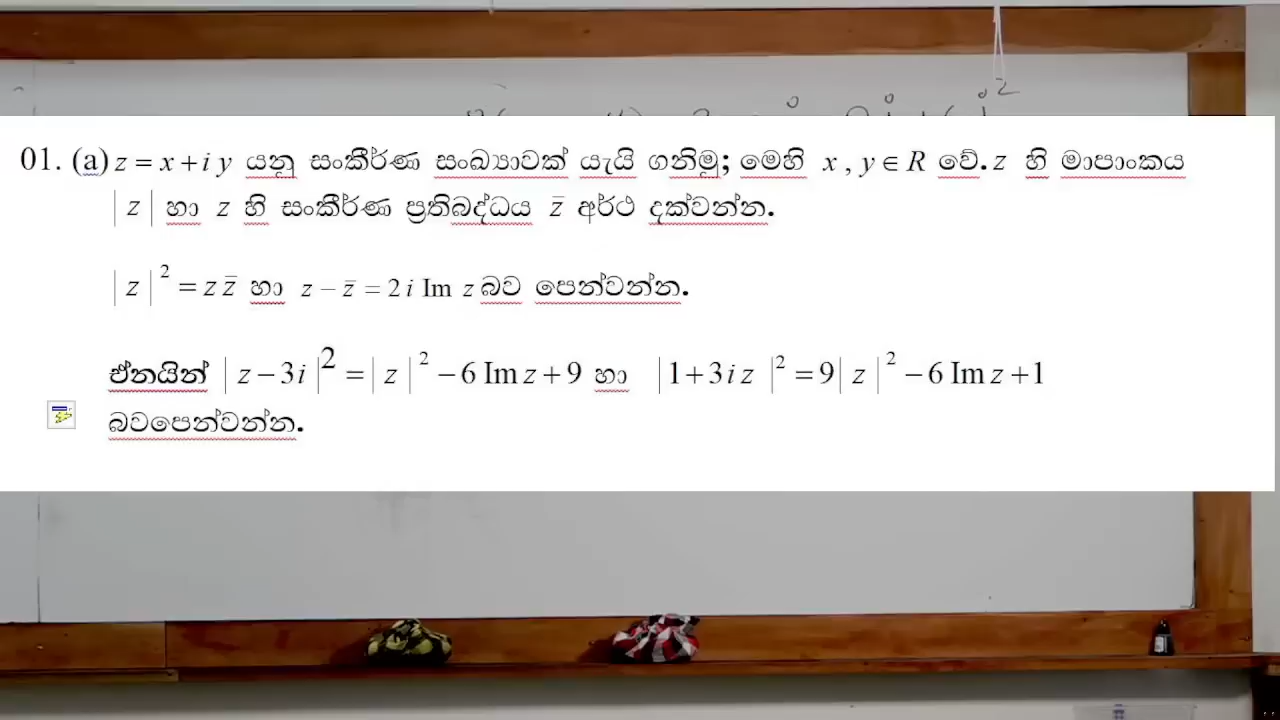 01. (a) z = x + i y යනු සංකීර්ණ සංඛ්‍යාවක් යැයි ගනිමු; මෙහි x , y ∈ R වේ. z හි මාපාංකය
| z | හා z හි සංකීර්ණ ප්‍රතිබද්ධය z̄ අර්ථ දක්වන්න.
| z |² = z z̄ හා z − z̄ = 2 i Im z බව පෙන්වන්න.
ඒනයින් | z − 3i |² = | z |² − 6 Im z + 9 හා | 1 + 3i z |² = 9 | z |² − 6 Im z + 1
බවපෙන්වන්න.